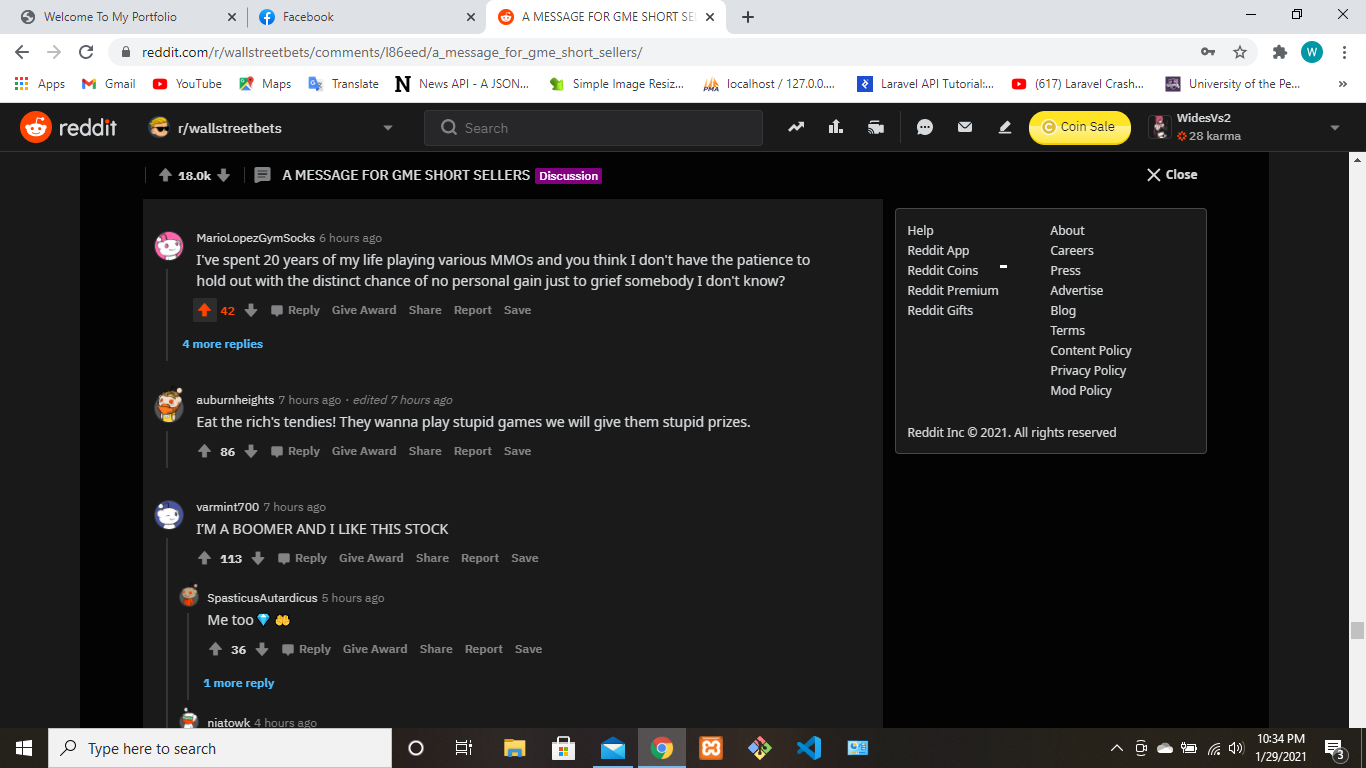 Welcome To My Portfolio
Facebook
A MESSAGE FOR GME SHORT SEL
reddit.com/r/wallstreetbets/comments/l86eed/a_message_for_gme_short_sellers/
W
Apps
Gmail
YouTube
Maps
Translate
News API - A JSON...
Simple Image Resiz...
localhost / 127.0.0....
Laravel API Tutorial:...
(617) Laravel Crash...
University of the Pe...
»
reddit
r/wallstreetbets
Search
Coin Sale
WidesVs2
28 karma
18.0k
A MESSAGE FOR GME SHORT SELLERS Discussion
Close
MarioLopezGymSocks 6 hours ago
I've spent 20 years of my life playing various MMOs and you think I don't have the patience to
hold out with the distinct chance of no personal gain just to grief somebody I don't know?
42 Reply Give Award Share Report Save
4 more replies
auburnheights 7 hours ago · edited 7 hours ago
Eat the rich's tendies! They wanna play stupid games we will give them stupid prizes.
86 Reply Give Award Share Report Save
varmint700 7 hours ago
I'M A BOOMER AND I LIKE THIS STOCK
113 Reply Give Award Share Report Save
SpasticusAutardicus 5 hours ago
Me too💎 🤲
36 Reply Give Award Share Report Save
1 more reply
niatowk 4 hours ago
Help
Reddit App
Reddit Coins
Reddit Premium
Reddit Gifts
About
Careers
Press
Advertise
Blog
Terms
Content Policy
Privacy Policy
Mod Policy
Reddit Inc © 2021. All rights reserved
Type here to search
10:34 PM
1/29/2021
3